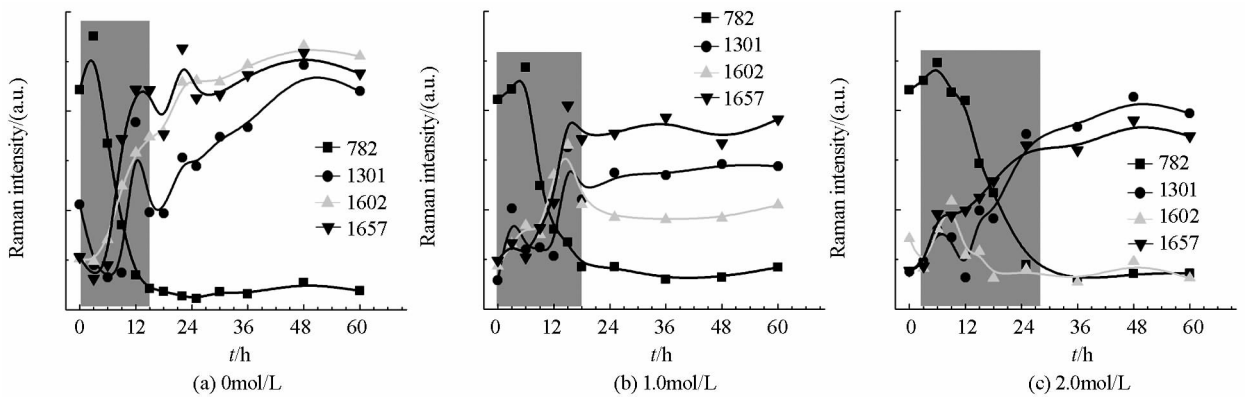 Raman intensity/(a.u.)
782
1301
1602
1657
0 12 24 36 48 60
t/h
(a) 0mol/L
Raman intensity/(a.u.)
782
1301
1602
1657
0 12 24 36 48 60
t/h
(b) 1.0mol/L
Raman intensity/(a.u.)
782
1301
1602
1657
0 12 24 36 48 60
t/h
(c) 2.0mol/L